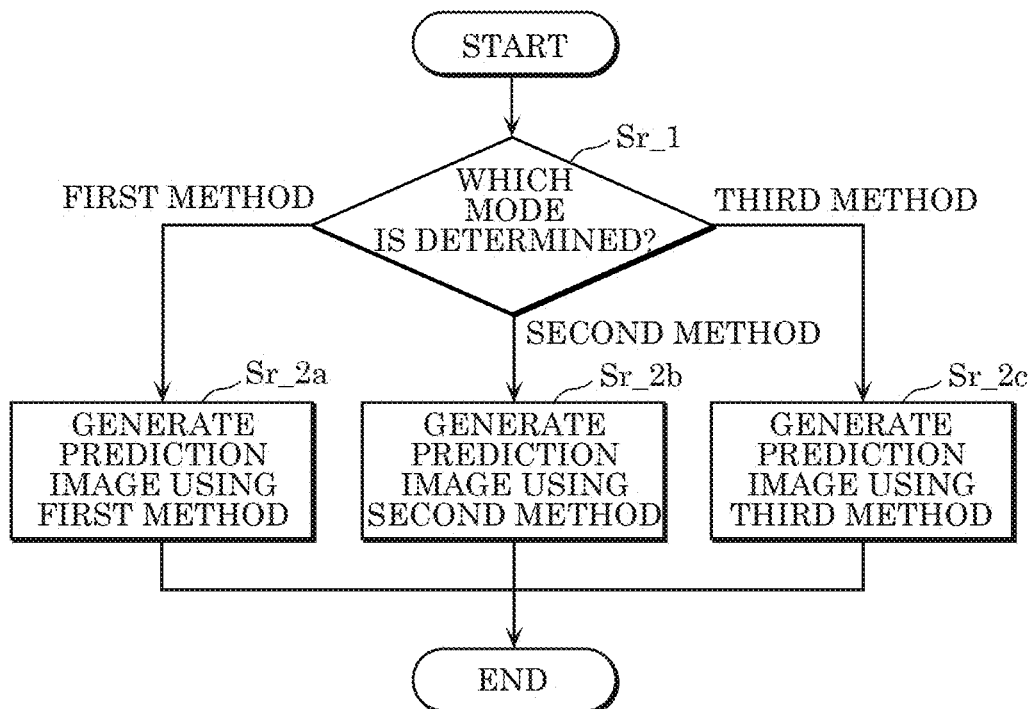 START
Sr_1
WHICH
MODE
IS DETERMINED?
FIRST METHOD
THIRD METHOD
SECOND METHOD
Sr_2a
GENERATE
PREDICTION
IMAGE USING
FIRST METHOD
Sr_2b
GENERATE
PREDICTION
IMAGE USING
SECOND METHOD
Sr_2c
GENERATE
PREDICTION
IMAGE USING
THIRD METHOD
END